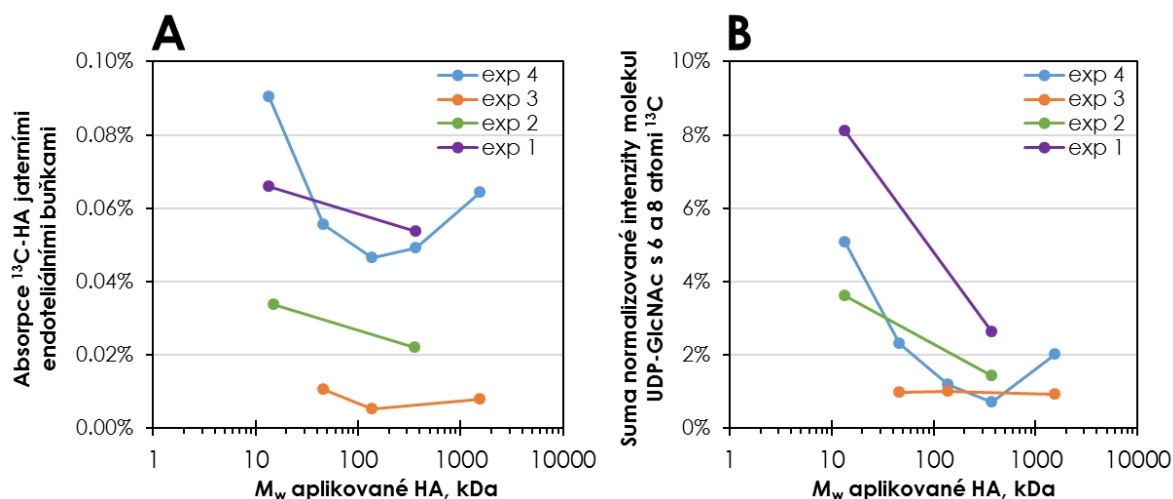 A
Absorpce ¹³C-HA jaterními
endoteliálními buňkami
0.10%
0.08%
0.06%
0.04%
0.02%
0.00%
exp 4
exp 3
exp 2
exp 1
1
10
100
1000
10000
Mw aplikované HA, kDa
B
Suma normalizované intenzity molekul
UDP-GlcNAc s 6 a 8 atomi ¹³C
10%
8%
6%
4%
2%
0%
exp 4
exp 3
exp 2
exp 1
1
10
100
1000
10000
Mw aplikované HA, kDa